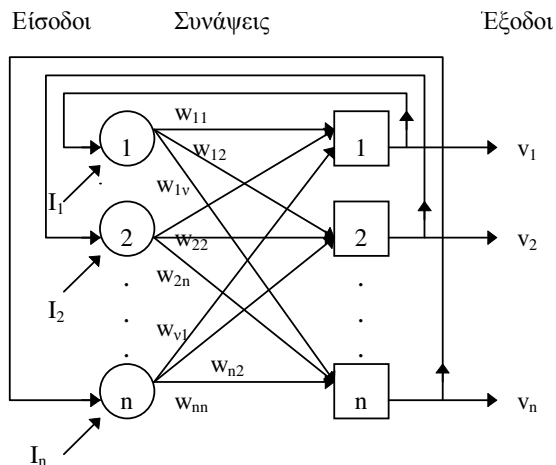 Είσοδοι Συνάψεις Έξοδοι
w11
1 w12 1 v1
w1ν
I1
2 w22 2 v2
w2n
I2
wν1
wn2
n wnn n vn
In